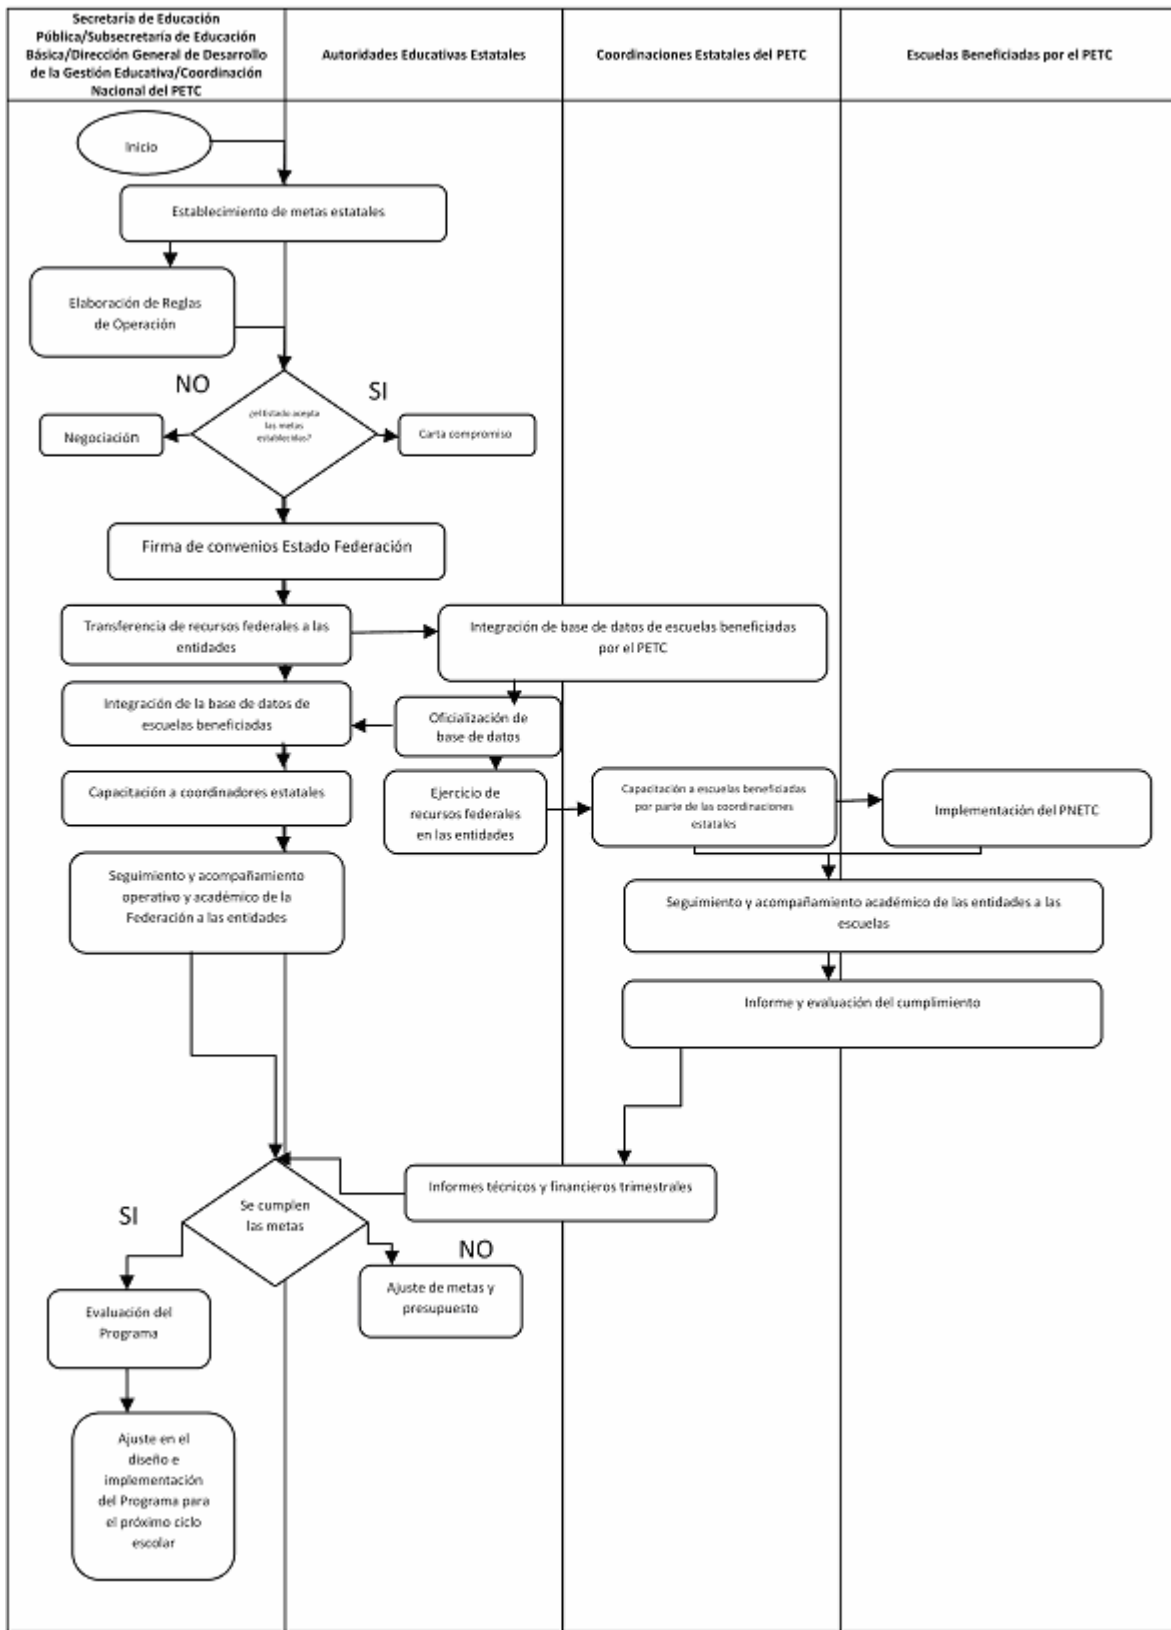 Secretaría de Educación
Pública/Subsecretaría de Educación
Básica/Dirección General de Desarrollo
de la Gestión Educativa/Coordinación
Nacional del PETC
Autoridades Educativas Estatales
Coordinaciones Estatales del PETC
Escuelas Beneficiadas por el PETC
Inicio
Establecimiento de metas estatales
Elaboración de Reglas
de Operación
NO
SI
¿el Estado acepta
las metas
establecidas?
Negociación
Carta compromiso
Firma de convenios Estado Federación
Transferencia de recursos federales a las
entidades
Integración de base de datos de escuelas beneficiadas
por el PETC
Integración de la base de datos de
escuelas beneficiadas
Oficialización de
base de datos
Capacitación a coordinadores estatales
Ejercicio de
recursos federales
en las entidades
Capacitación a escuelas beneficiadas
por parte de las coordinaciones
estatales
Implementación del PNETC
Seguimiento y acompañamiento
operativo y académico de la
Federación a las entidades
Seguimiento y acompañamiento académico de las entidades a las
escuelas
Informe y evaluación del cumplimiento
Informes técnicos y financieros trimestrales
Se cumplen
las metas
SI
NO
Ajuste de metas y
presupuesto
Evaluación del
Programa
Ajuste en el
diseño e
implementación
del Programa para
el próximo ciclo
escolar